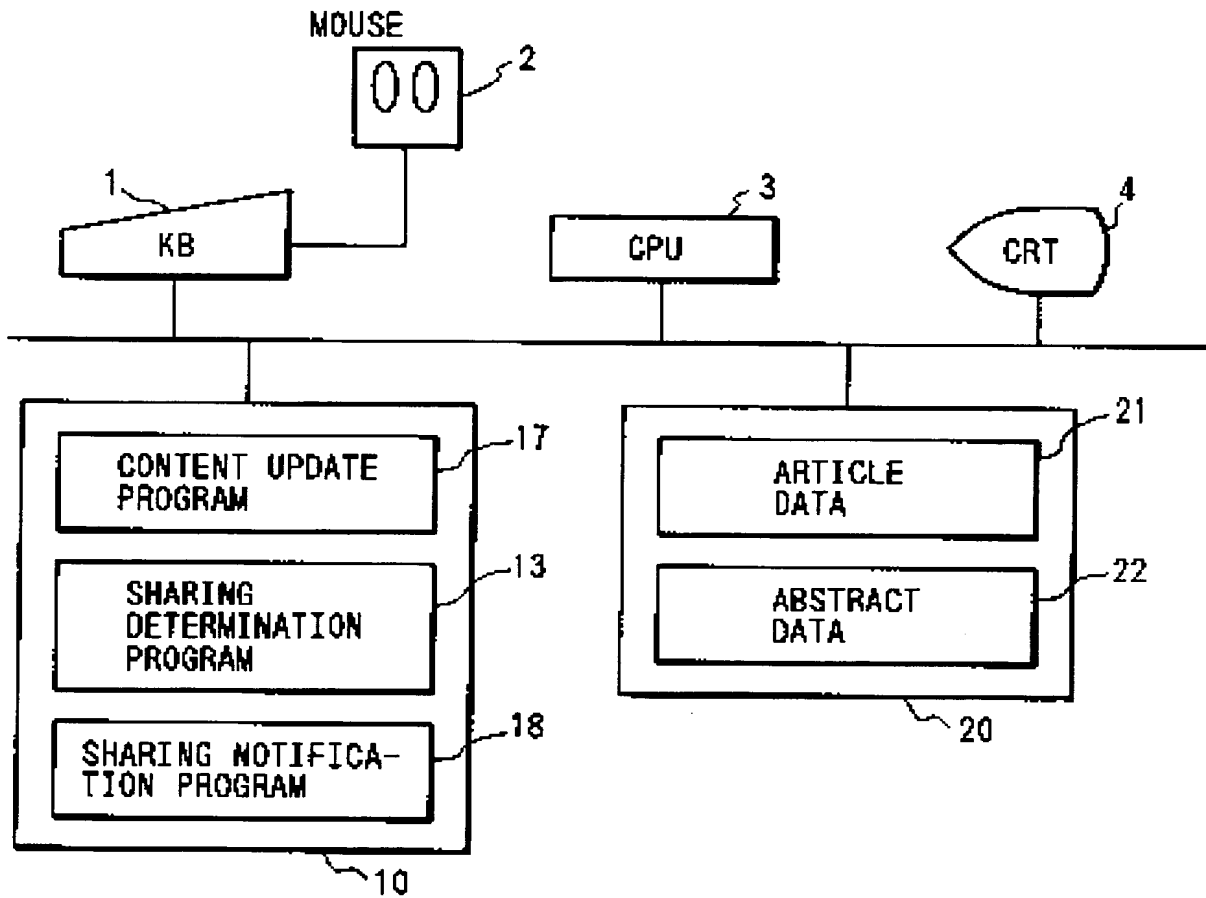 MOUSE
2
1
KB
3
CPU
4
CRT
17
CONTENT UPDATE
PROGRAM
13
SHARING
DETERMINATION
PROGRAM
18
SHARING NOTIFICA-
TION PROGRAM
10
21
ARTICLE
DATA
22
ABSTRACT
DATA
20